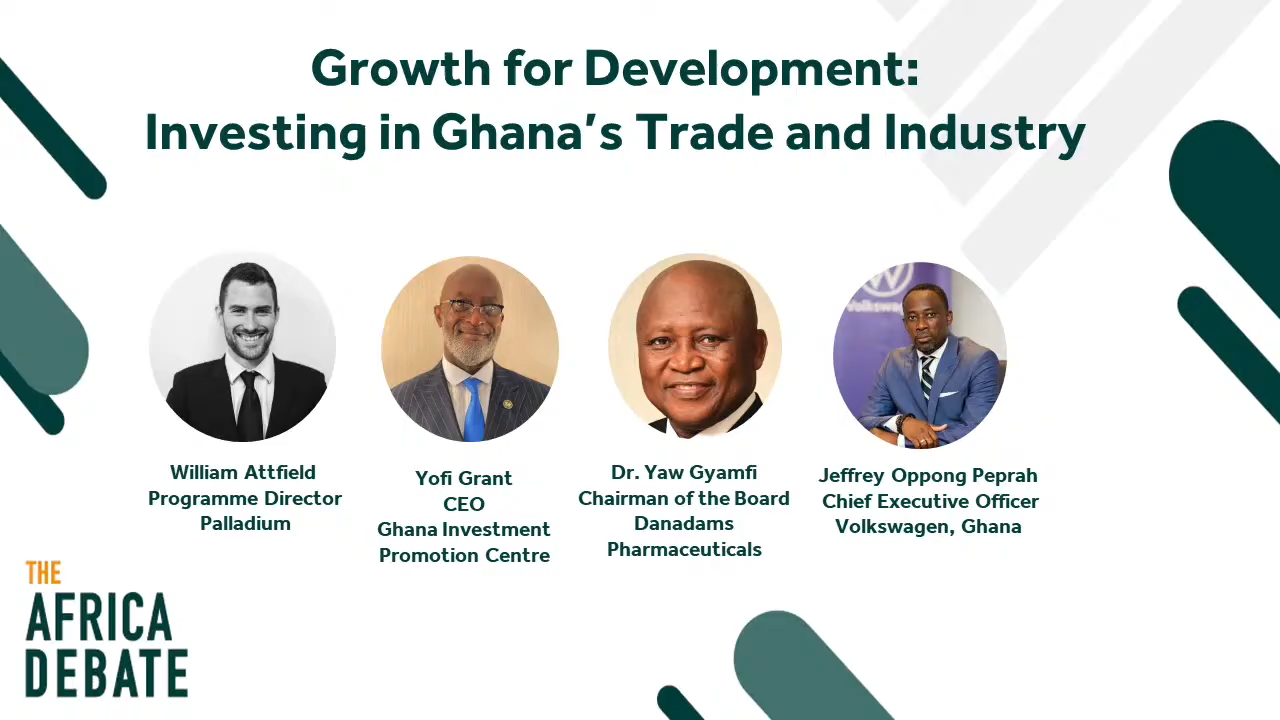 Growth for Development:
Investing in Ghana’s Trade and Industry
Volkswagen
William Attfield
Programme Director
Palladium
Yofi Grant
CEO
Ghana Investment
Promotion Centre
Dr. Yaw Gyamfi
Chairman of the Board
Danadams
Pharmaceuticals
Jeffrey Oppong Peprah
Chief Executive Officer
Volkswagen, Ghana
THE
AFRICA
DEBATE